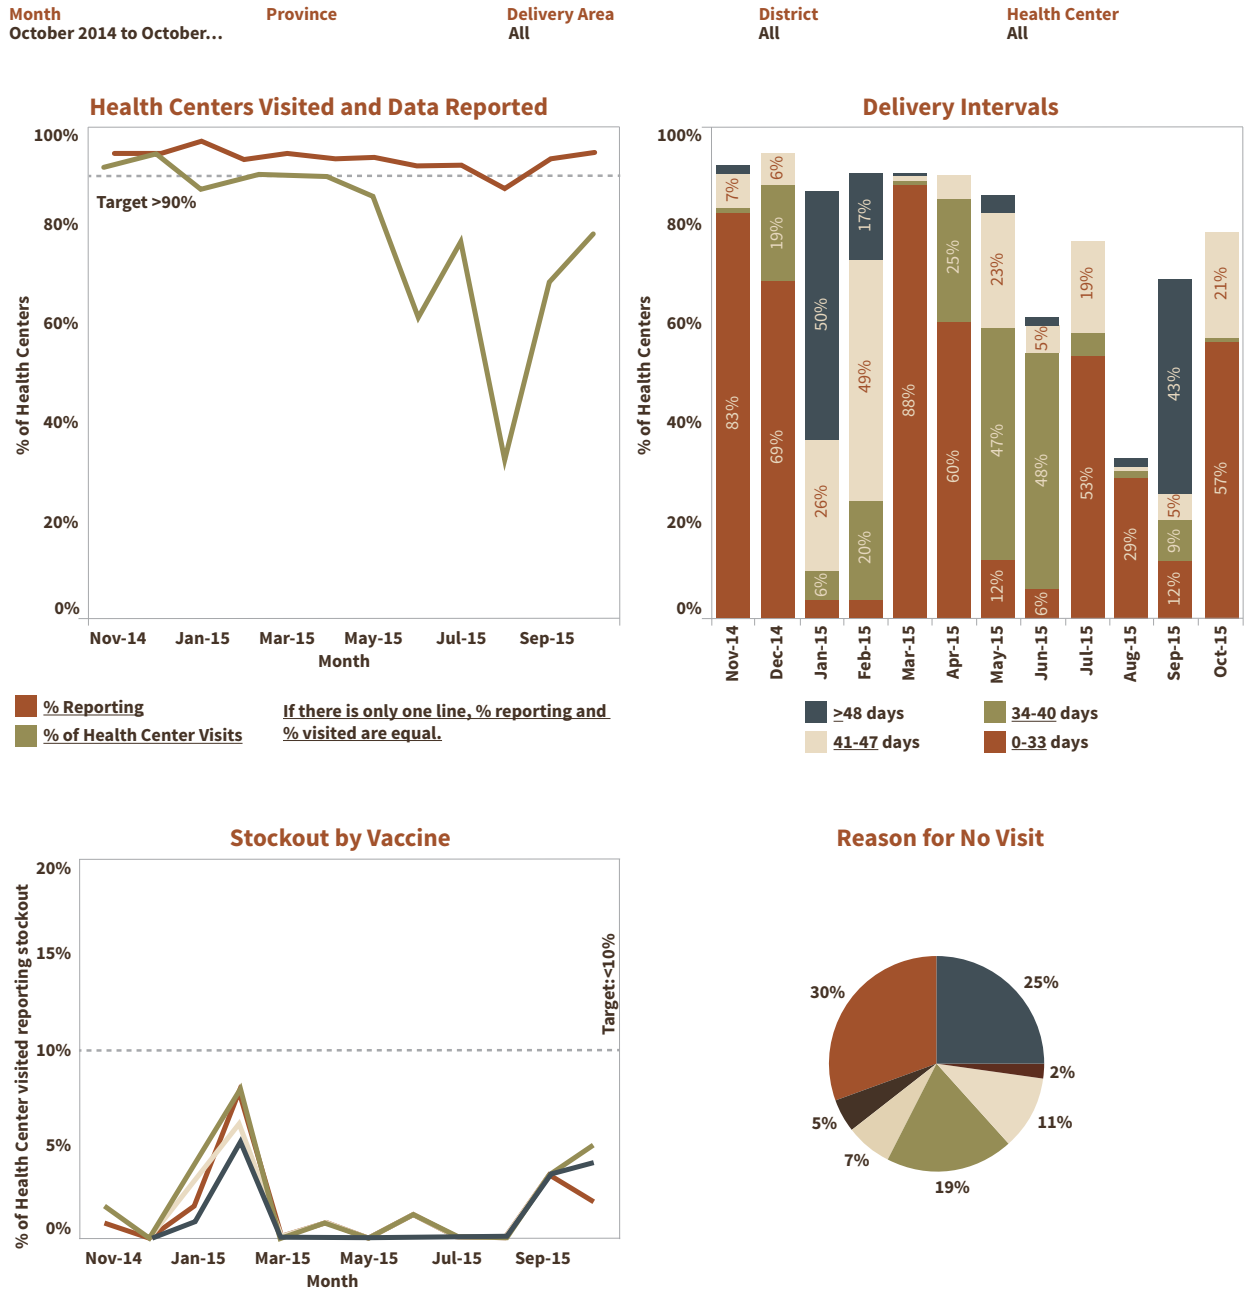 Month Province Delivery Area District Health Center
October 2014 to October... All All All
Health Centers Visited and Data Reported
100%
80%
60%
40%
20%
0%
Target >90%
% of Health Centers
Nov-14 Jan-15 Mar-15 May-15 Jul-15 Sep-15
Month
% Reporting
% of Health Center Visits
If there is only one line, % reporting and
% visited are equal.
Delivery Intervals
100%
80%
60%
40%
20%
0%
% of Health Centers
7%
83%
6%
19%
69%
50%
26%
6%
17%
49%
20%
88%
25%
60%
23%
47%
12%
5%
48%
6%
19%
53%
29%
43%
5%
9%
12%
21%
57%
Nov-14 Dec-14 Jan-15 Feb-15 Mar-15 Apr-15 May-15 Jun-15 Jul-15 Aug-15 Sep-15 Oct-15
>48 days 34-40 days
41-47 days 0-33 days
Stockout by Vaccine
20%
15%
10%
5%
0%
% of Health Center visited reporting stockout
Target:<10%
Nov-14 Jan-15 Mar-15 May-15 Jul-15 Sep-15
Month
Reason for No Visit
30%
25%
2%
11%
19%
7%
5%